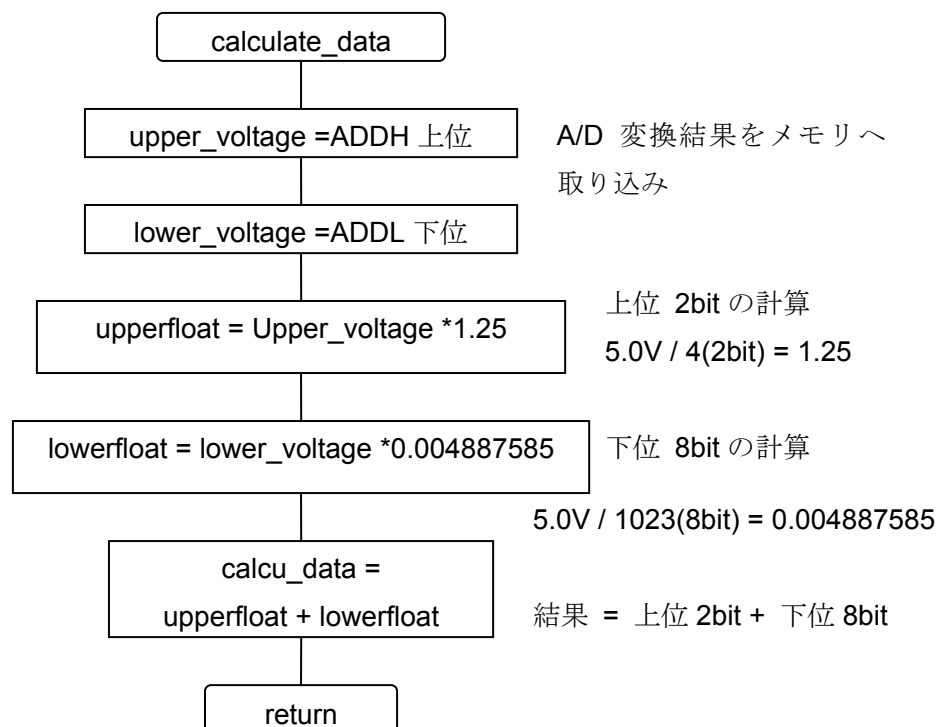 calculate_data
upper_voltage =ADDH 上位
A/D 変換結果をメモリへ
取り込み
lower_voltage =ADDL 下位
上位 2bit の計算
upperfloat = Upper_voltage *1.25
5.0V / 4(2bit) = 1.25
lowerfloat = lower_voltage *0.004887585
下位 8bit の計算
5.0V / 1023(8bit) = 0.004887585
calcu_data =
upperfloat + lowerfloat
結果 = 上位 2bit + 下位 8bit
return